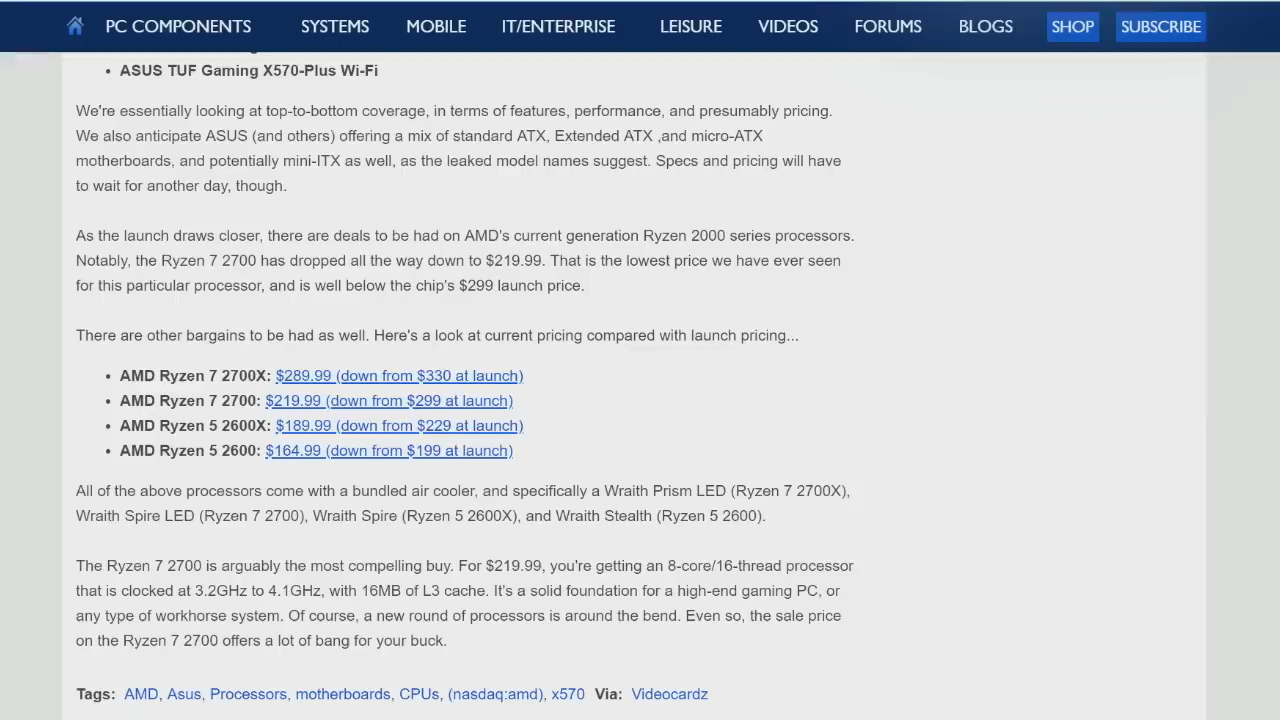 PC COMPONENTS SYSTEMS MOBILE IT/ENTERPRISE LEISURE VIDEOS FORUMS BLOGS SHOP SUBSCRIBE
• ASUS TUF Gaming X570-Plus Wi-Fi
We're essentially looking at top-to-bottom coverage, in terms of features, performance, and presumably pricing.
We also anticipate ASUS (and others) offering a mix of standard ATX, Extended ATX ,and micro-ATX
motherboards, and potentially mini-ITX as well, as the leaked model names suggest. Specs and pricing will have
to wait for another day, though.
As the launch draws closer, there are deals to be had on AMD's current generation Ryzen 2000 series processors.
Notably, the Ryzen 7 2700 has dropped all the way down to $219.99. That is the lowest price we have ever seen
for this particular processor, and is well below the chip's $299 launch price.
There are other bargains to be had as well. Here's a look at current pricing compared with launch pricing...
• AMD Ryzen 7 2700X: $289.99 (down from $330 at launch)
• AMD Ryzen 7 2700: $219.99 (down from $299 at launch)
• AMD Ryzen 5 2600X: $189.99 (down from $229 at launch)
• AMD Ryzen 5 2600: $164.99 (down from $199 at launch)
All of the above processors come with a bundled air cooler, and specifically a Wraith Prism LED (Ryzen 7 2700X),
Wraith Spire LED (Ryzen 7 2700), Wraith Spire (Ryzen 5 2600X), and Wraith Stealth (Ryzen 5 2600).
The Ryzen 7 2700 is arguably the most compelling buy. For $219.99, you're getting an 8-core/16-thread processor
that is clocked at 3.2GHz to 4.1GHz, with 16MB of L3 cache. It's a solid foundation for a high-end gaming PC, or
any type of workhorse system. Of course, a new round of processors is around the bend. Even so, the sale price
on the Ryzen 7 2700 offers a lot of bang for your buck.
Tags: AMD, Asus, Processors, motherboards, CPUs, (nasdaq:amd), x570 Via: Videocardz